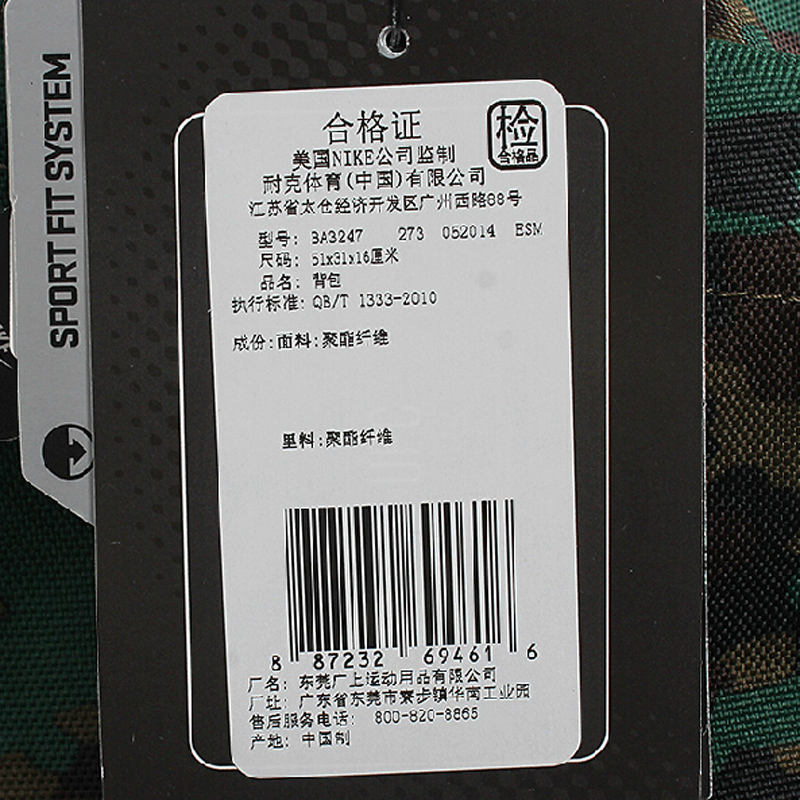 SPORT FIT SYSTEM
合格证
检
合格品
美国NIKE公司监制
耐克体育(中国)有限公司
江苏省太仓经济开发区广州西路88号
型号: BA3247 273 052014 ESM
尺码: 51x31x16厘米
品名: 背包
执行标准: QB/T 1333-2010
成份:面料:聚酯纤维
里料:聚酯纤维
8 87232 69461 6
厂名: 东莞广上运动用品有限公司
厂址: 广东省东莞市寮步镇华南工业园
售后服务电话: 800-820-8865
产地: 中国制